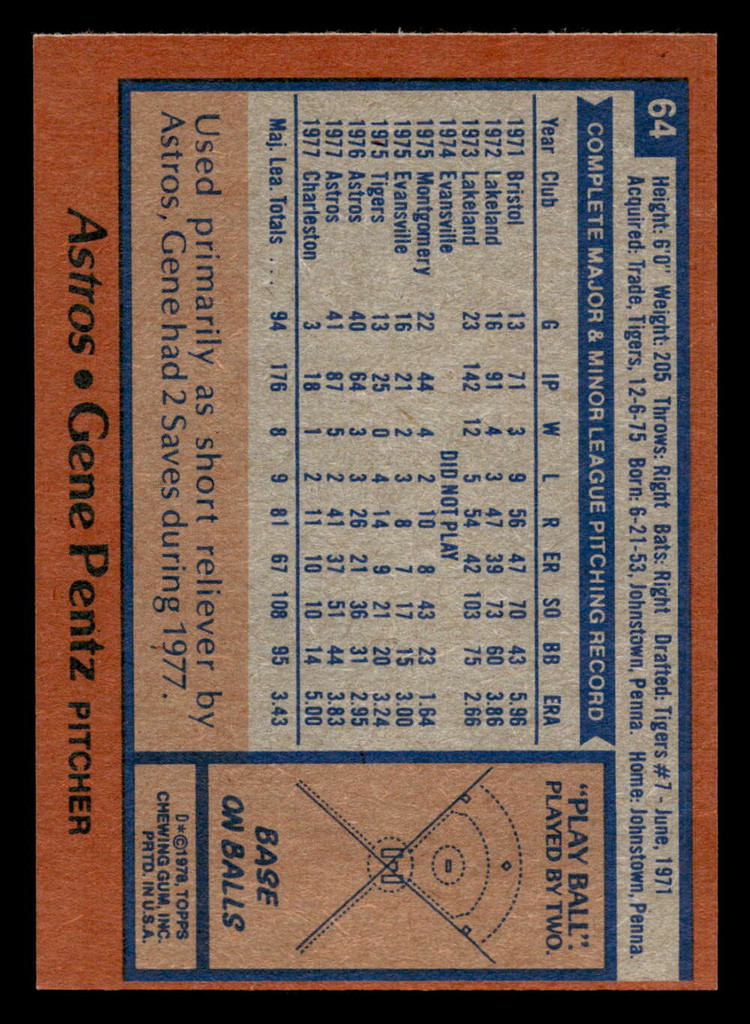 64
Height: 6'0" Weight: 205 Throws: Right Bats: Right Drafted: Tigers #7 - June, 1971
Acquired: Trade, Tigers, 12-6-75 Born: 6-21-53, Johnstown, Penna. Home: Johnstown, Penna.
COMPLETE MAJOR & MINOR LEAGUE PITCHING RECORD
Year Club G IP W L R ER SO BB ERA
1971 Bristol 13 71 3 9 56 47 70 43 5.96
1972 Lakeland 16 91 4 3 47 39 73 60 3.86
1973 Lakeland 23 142 12 5 54 42 103 75 2.66
1974 Evansville DID NOT PLAY
1975 Montgomery 22 44 4 2 10 8 43 23 1.64
1975 Evansville 16 21 2 3 8 7 17 15 3.00
1975 Tigers 13 25 0 4 14 9 21 20 3.24
1976 Astros 40 64 3 3 26 21 36 31 2.95
1977 Astros 41 87 5 2 41 37 51 44 3.83
1977 Charleston 3 18 1 2 11 10 10 14 5.00
Maj. Lea. Totals .... 94 176 8 9 81 67 108 95 3.43
Used primarily as short reliever by
Astros, Gene had 2 Saves during 1977.
"PLAY BALL":
PLAYED BY TWO.
BASE
ON BALLS
D*©1978, TOPPS
CHEWING GUM, INC.
PRTD. IN U.S.A.
Astros • Gene Pentz PITCHER